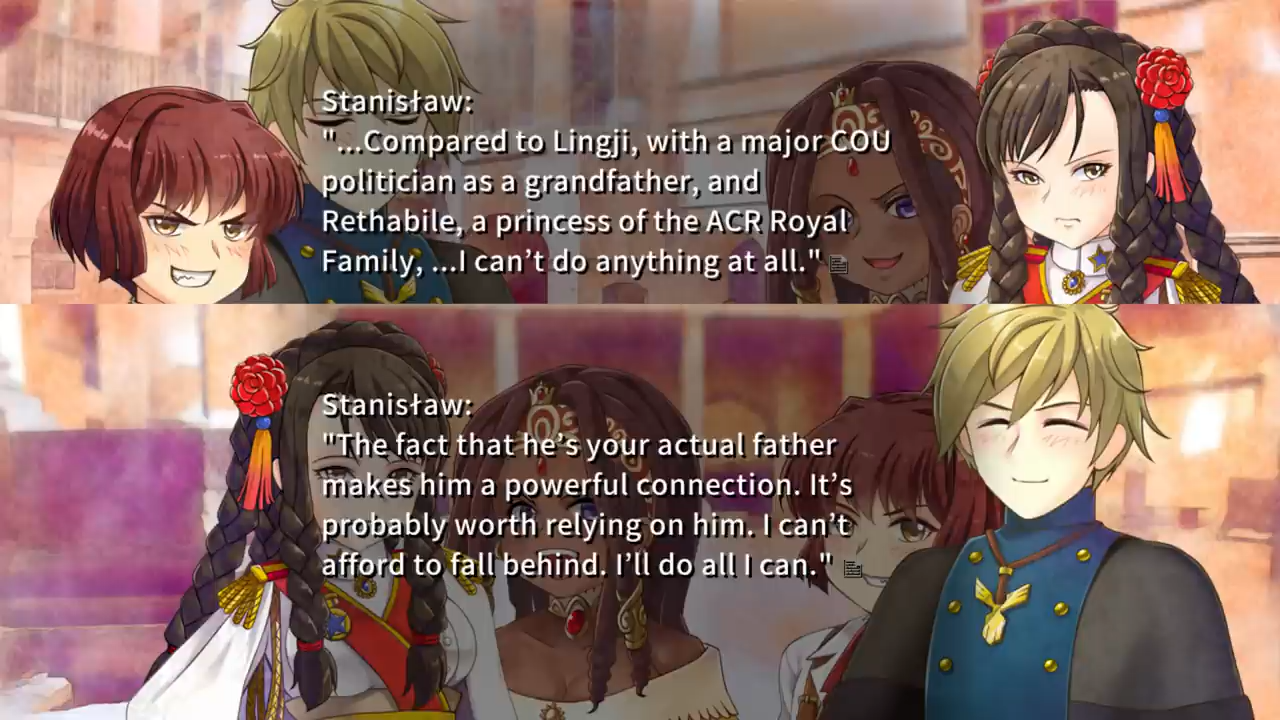 Stanisław:
"...Compared to Lingji, with a major COU
politician as a grandfather, and
Rethabile, a princess of the ACR Royal
Family, ...I can’t do anything at all."
Stanisław:
"The fact that he’s your actual father
makes him a powerful connection. It’s
probably worth relying on him. I can’t
afford to fall behind. I’ll do all I can."